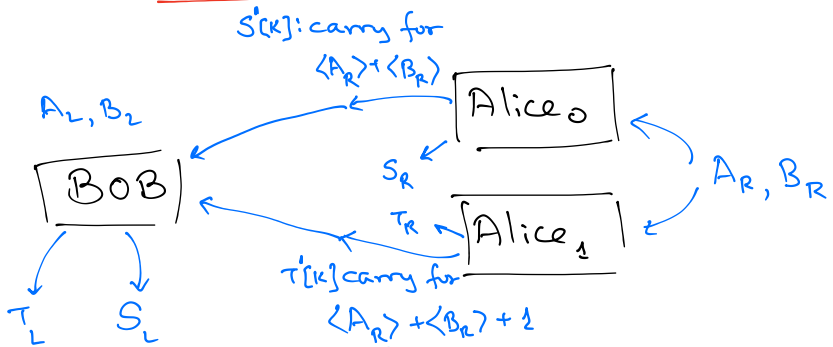 S'[K]: carry for
⟨A_R⟩+⟨B_R⟩
Alice_0
A_L, B_L
BOB
S_R
A_R, B_R
T_R
Alice_1
T'[K] carry for
⟨A_R⟩+⟨B_R⟩+1
T_L
S_L